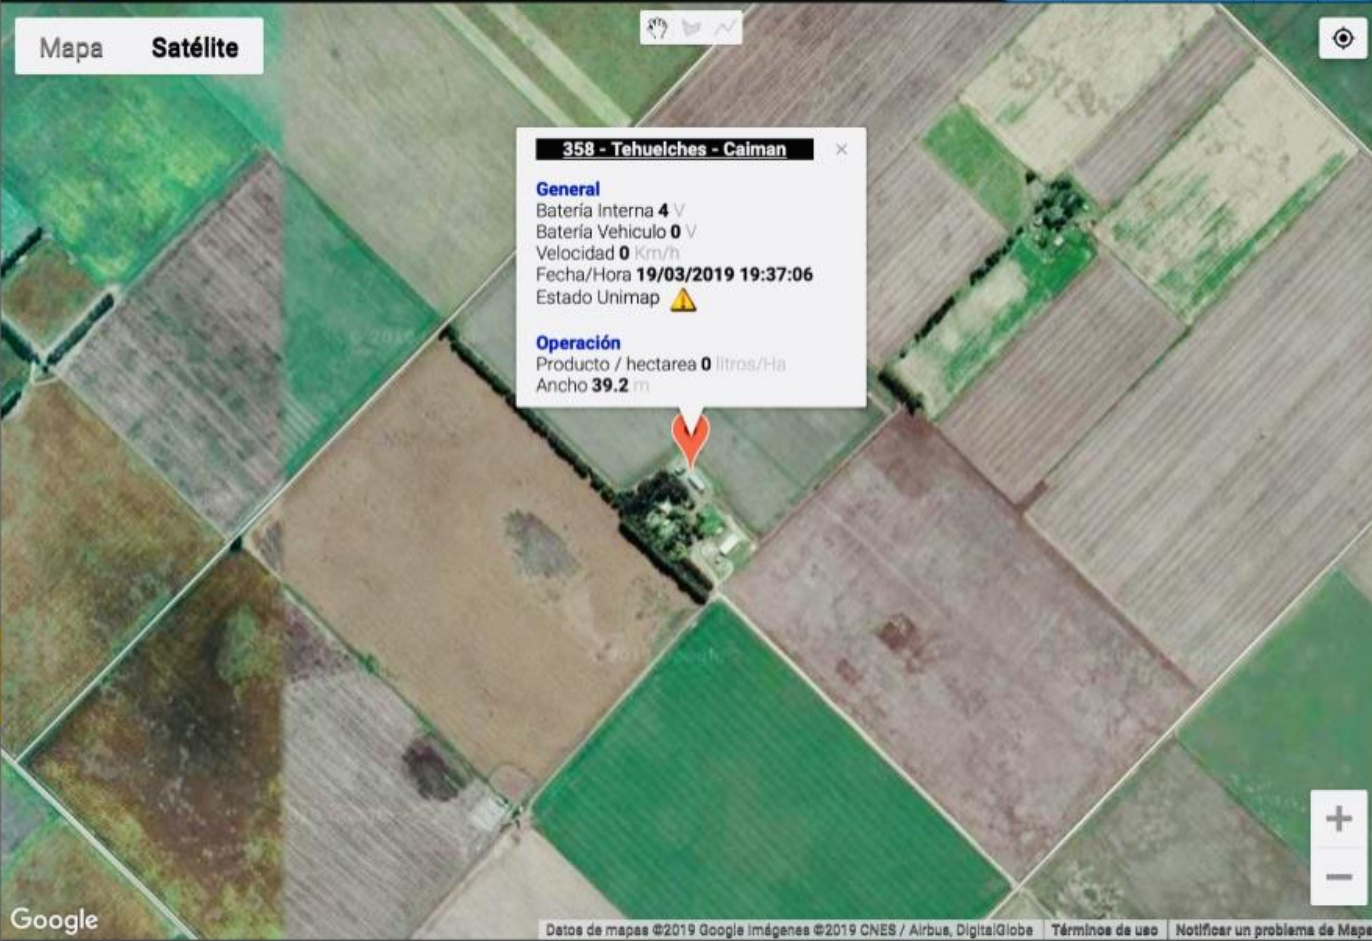 Mapa Satélite
358 - Tehuelches - Caiman
General
Batería Interna 4 V
Batería Vehiculo 0 V
Velocidad 0 Km/h
Fecha/Hora 19/03/2019 19:37:06
Estado Unimap
Operación
Producto / hectarea 0 litros/Ha
Ancho 39.2 m
Google
Datos de mapas ©2019 Google Imágenes ©2019 CNES / Airbus, DigitalGlobe Términos de uso Notificar un problema de Maps